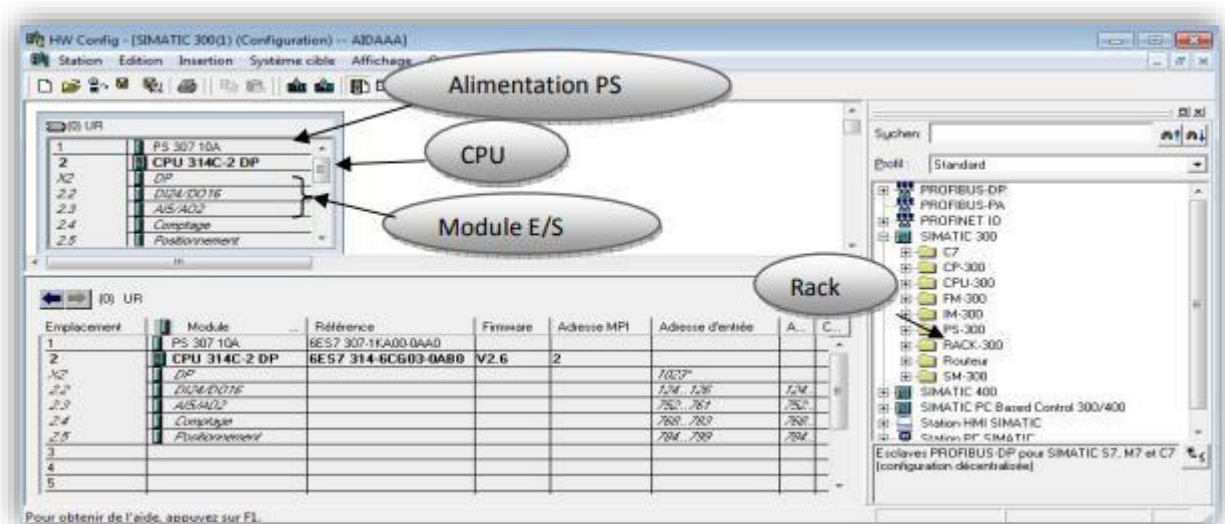 HW Config - [SIMATIC 300(1) (Configuration) -- AIDAAA]
Station Edition Insertion Système cible Affichage
Alimentation PS
(0) UR
1 PS 307 10A
2 CPU 314C-2 DP
X2 DP
2.2 DI24/DO16
2.3 AI5/AO2
2.4 Comptage
2.5 Positionnement
CPU
Module E/S
Rack
Suchen:
Profil : Standard
PROFIBUS-DP
PROFIBUS-PA
PROFINET IO
SIMATIC 300
C7
CP-300
CPU-300
FM-300
IM-300
PS-300
RACK-300
Routeur
SM-300
SIMATIC 400
SIMATIC PC Based Control 300/400
Station HMI SIMATIC
Station PC SIMATIC
Esclaves PROFIBUS-DP pour SIMATIC S7, M7 et C7
(configuration décentralisée)
(0) UR
Emplacement Module ... Référence Firmware Adresse MPI Adresse d'entrée A... C...
1 PS 307 10A 6ES7 307-1KA00-0AA0
2 CPU 314C-2 DP 6ES7 314-6CG03-0AB0 V2.6 2
X2 DP 1023*
2.2 DI24/DO16 124...126 124...
2.3 AI5/AO2 752...761 752...
2.4 Comptage 768...783 768...
2.5 Positionnement 784...799 784...
3
4
5
Pour obtenir de l'aide, appuyez sur F1.